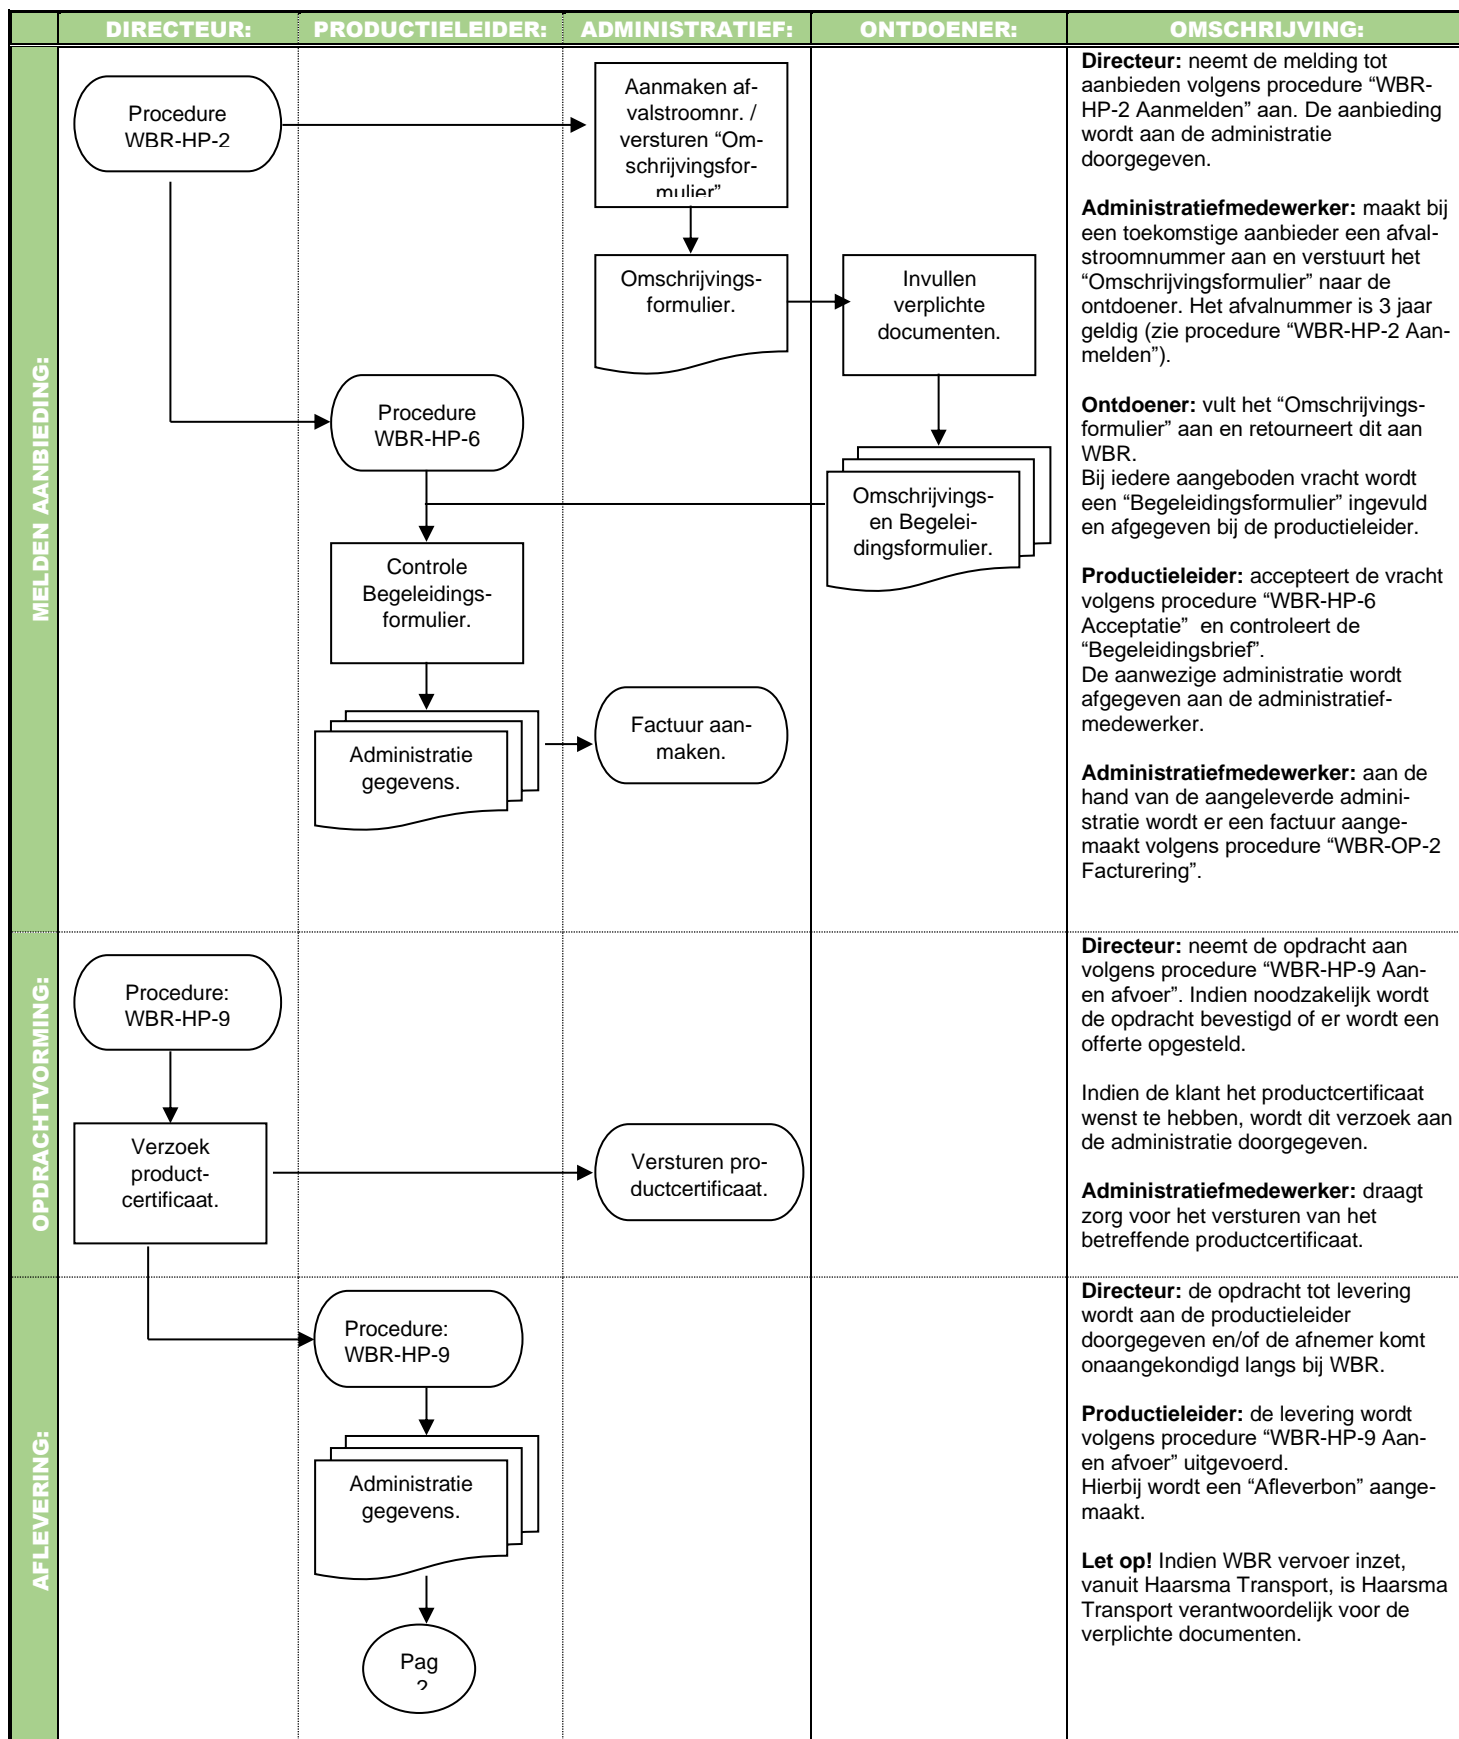 DIRECTEUR: PRODUCTIELEIDER: ADMINISTRATIEF: ONTDOENER: OMSCHRIJVING:
MELDEN AANBIEDING:
Procedure
WBR-HP-2
Aanmaken af-
valstroomnr. /
versturen “Om-
schrijvingsfor-
mulier”
Omschrijvings-
formulier.
Invullen
verplichte
documenten.
Procedure
WBR-HP-6
Omschrijvings-
en Begelei-
dingsformulier.
Controle
Begeleidings-
formulier.
Administratie
gegevens.
Factuur aan-
maken.
Directeur: neemt de melding tot
aanbieden volgens procedure “WBR-
HP-2 Aanmelden” aan. De aanbieding
wordt aan de administratie
doorgegeven.
Administratiefmedewerker: maakt bij
een toekomstige aanbieder een afval-
stroomnummer aan en verstuurt het
“Omschrijvingsformulier” naar de
ontdoener. Het afvalnummer is 3 jaar
geldig (zie procedure “WBR-HP-2 Aan-
melden”).
Ontdoener: vult het “Omschrijvings-
formulier” aan en retourneert dit aan
WBR.
Bij iedere aangeboden vracht wordt
een “Begeleidingsformulier” ingevuld
en afgegeven bij de productieleider.
Productieleider: accepteert de vracht
volgens procedure “WBR-HP-6
Acceptatie” en controleert de
“Begeleidingsbrief”.
De aanwezige administratie wordt
afgegeven aan de administratief-
medewerker.
Administratiefmedewerker: aan de
hand van de aangeleverde admini-
stratie wordt er een factuur aange-
maakt volgens procedure “WBR-OP-2
Facturering”.
OPDRACHTVORMING:
Procedure:
WBR-HP-9
Verzoek
product-
certificaat.
Versturen pro-
ductcertificaat.
Directeur: neemt de opdracht aan
volgens procedure “WBR-HP-9 Aan-
en afvoer”. Indien noodzakelijk wordt
de opdracht bevestigd of er wordt een
offerte opgesteld.
Indien de klant het productcertificaat
wenst te hebben, wordt dit verzoek aan
de administratie doorgegeven.
Administratiefmedewerker: draagt
zorg voor het versturen van het
betreffende productcertificaat.
AFLEVERING:
Procedure:
WBR-HP-9
Administratie
gegevens.
Pag
2
Directeur: de opdracht tot levering
wordt aan de productieleider
doorgegeven en/of de afnemer komt
onaangekondigd langs bij WBR.
Productieleider: de levering wordt
volgens procedure “WBR-HP-9 Aan-
en afvoer” uitgevoerd.
Hierbij wordt een “Afleverbon” aange-
maakt.
Let op! Indien WBR vervoer inzet,
vanuit Haarsma Transport, is Haarsma
Transport verantwoordelijk voor de
verplichte documenten.